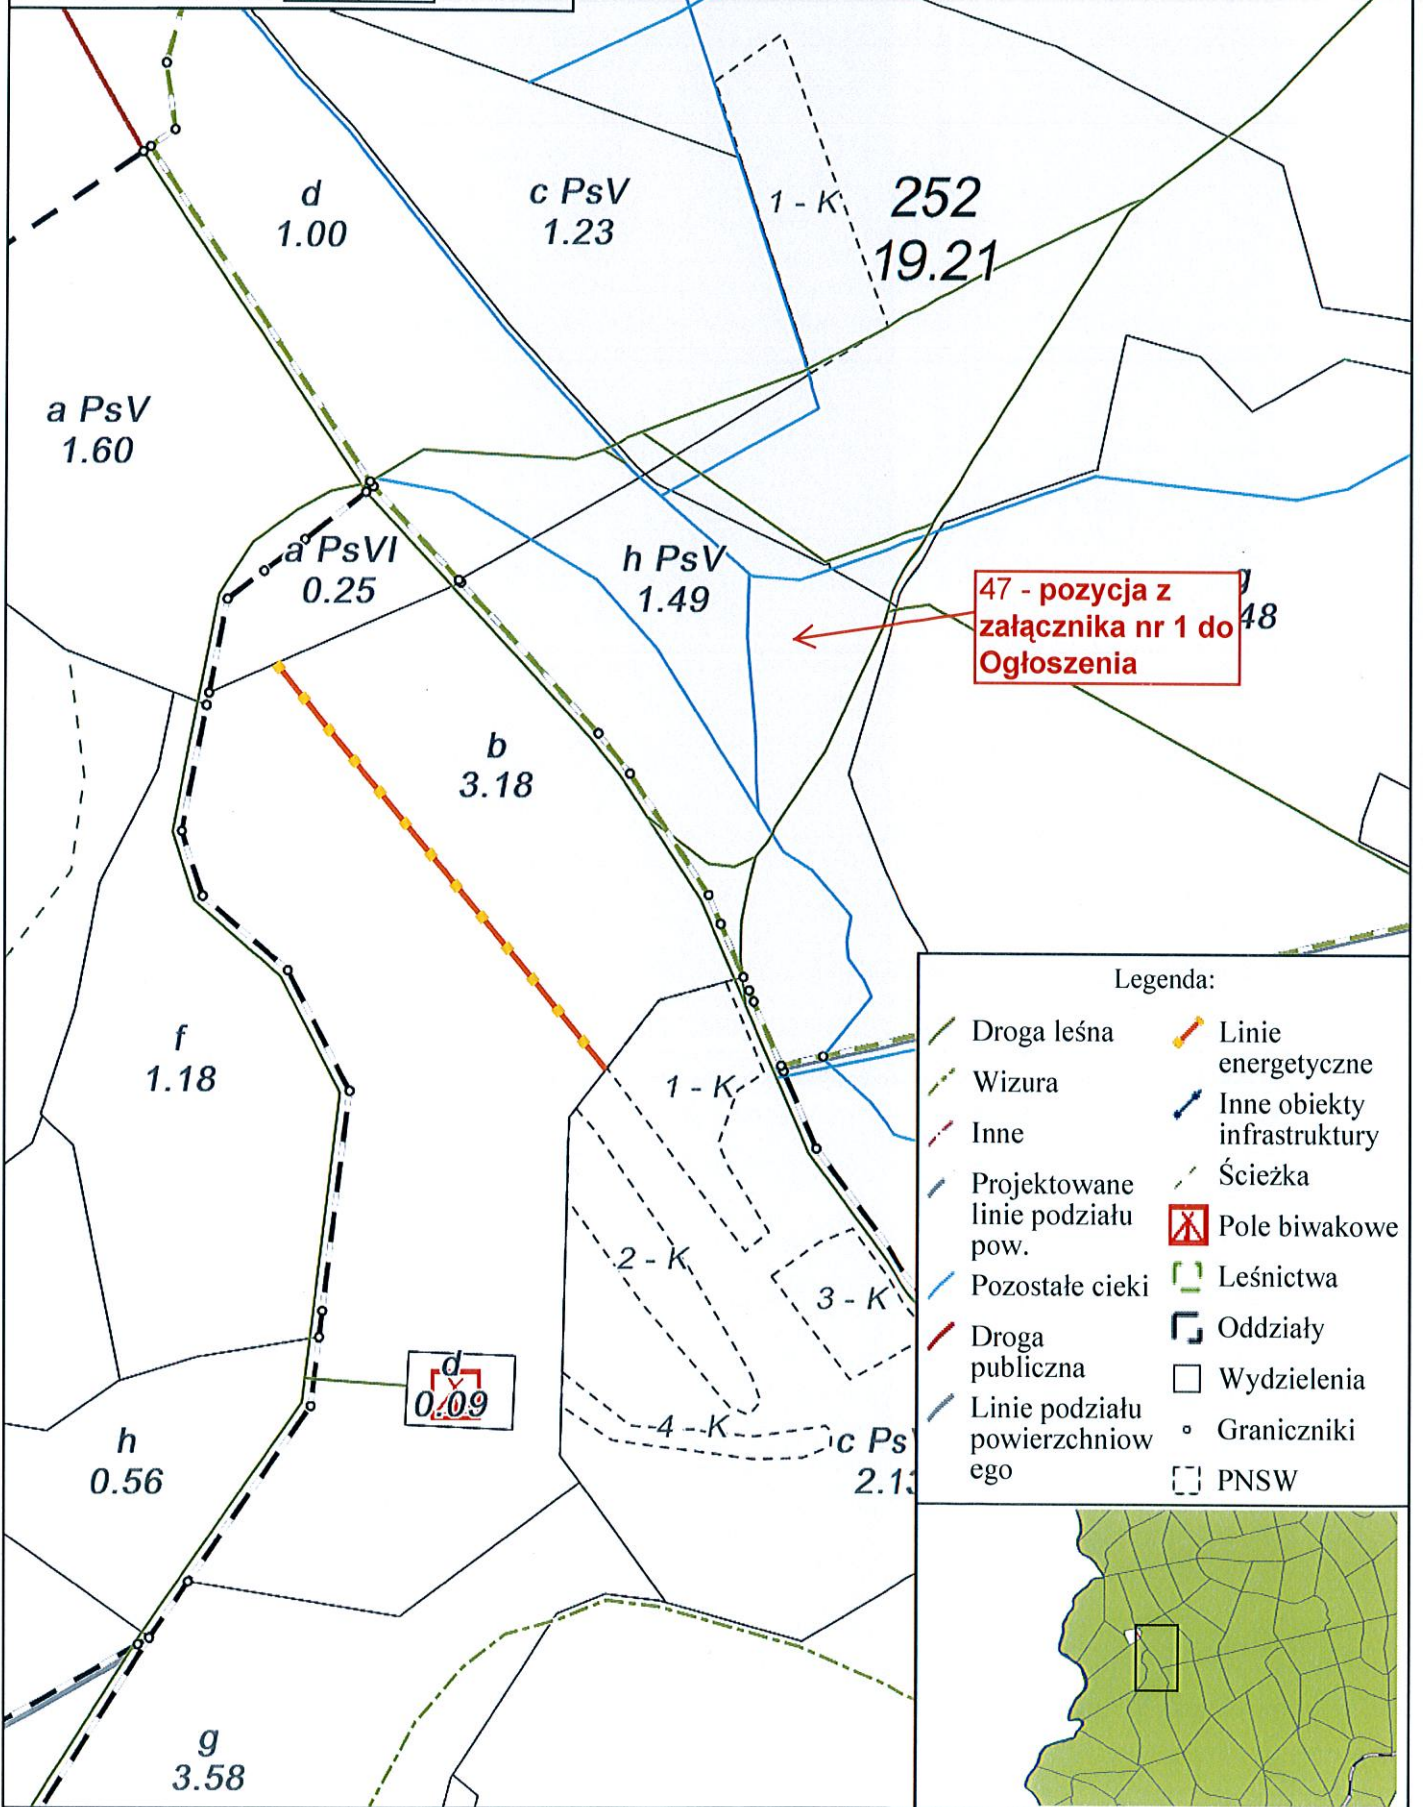 d
1.00
c PsV
1.23
1 - K
252
19.21
a PsV
1.60
a PsVI
0.25
h PsV
1.49
47 - pozycja z
załącznika nr 1 do
Ogłoszenia
g
48
b
3.18
f
1.18
1 - K
2 - K
3 - K
d
0.09
4 - K
c Ps
2.13
h
0.56
g
3.58
Legenda:
Droga leśna
Wizura
Inne
Projektowane
linie podziału
pow.
Pozostałe cieki
Droga
publiczna
Linie podziału
powierzchniow
ego
Linie
energetyczne
Inne obiekty
infrastruktury
Ścieżka
Pole biwakowe
Leśnictwa
Oddziały
Wydzielenia
Graniczniki
PNSW